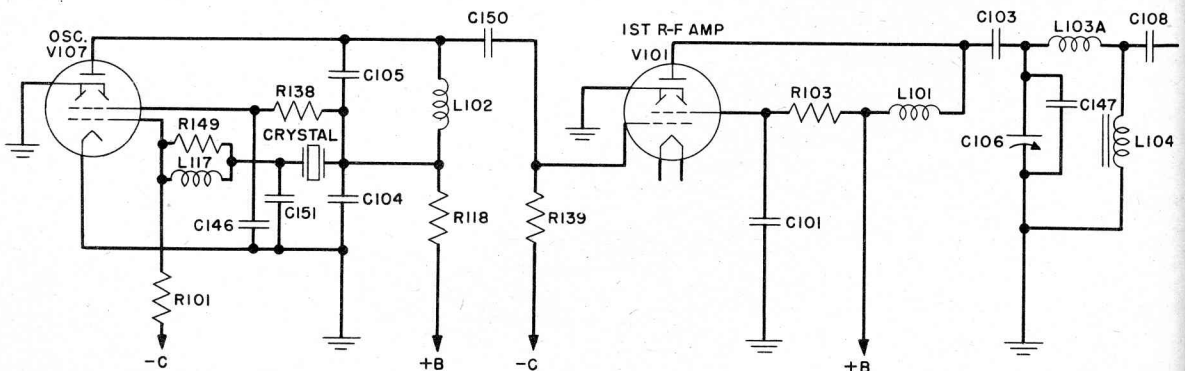 OSC.
V107
C150
1ST R-F AMP
V101
C103
L103A
C108
C105
R138
L102
R103
L101
C147
R149
CRYSTAL
C106
L104
L117
C151
C104
R118
R139
C101
C146
R101
-C
+B
-C
+B